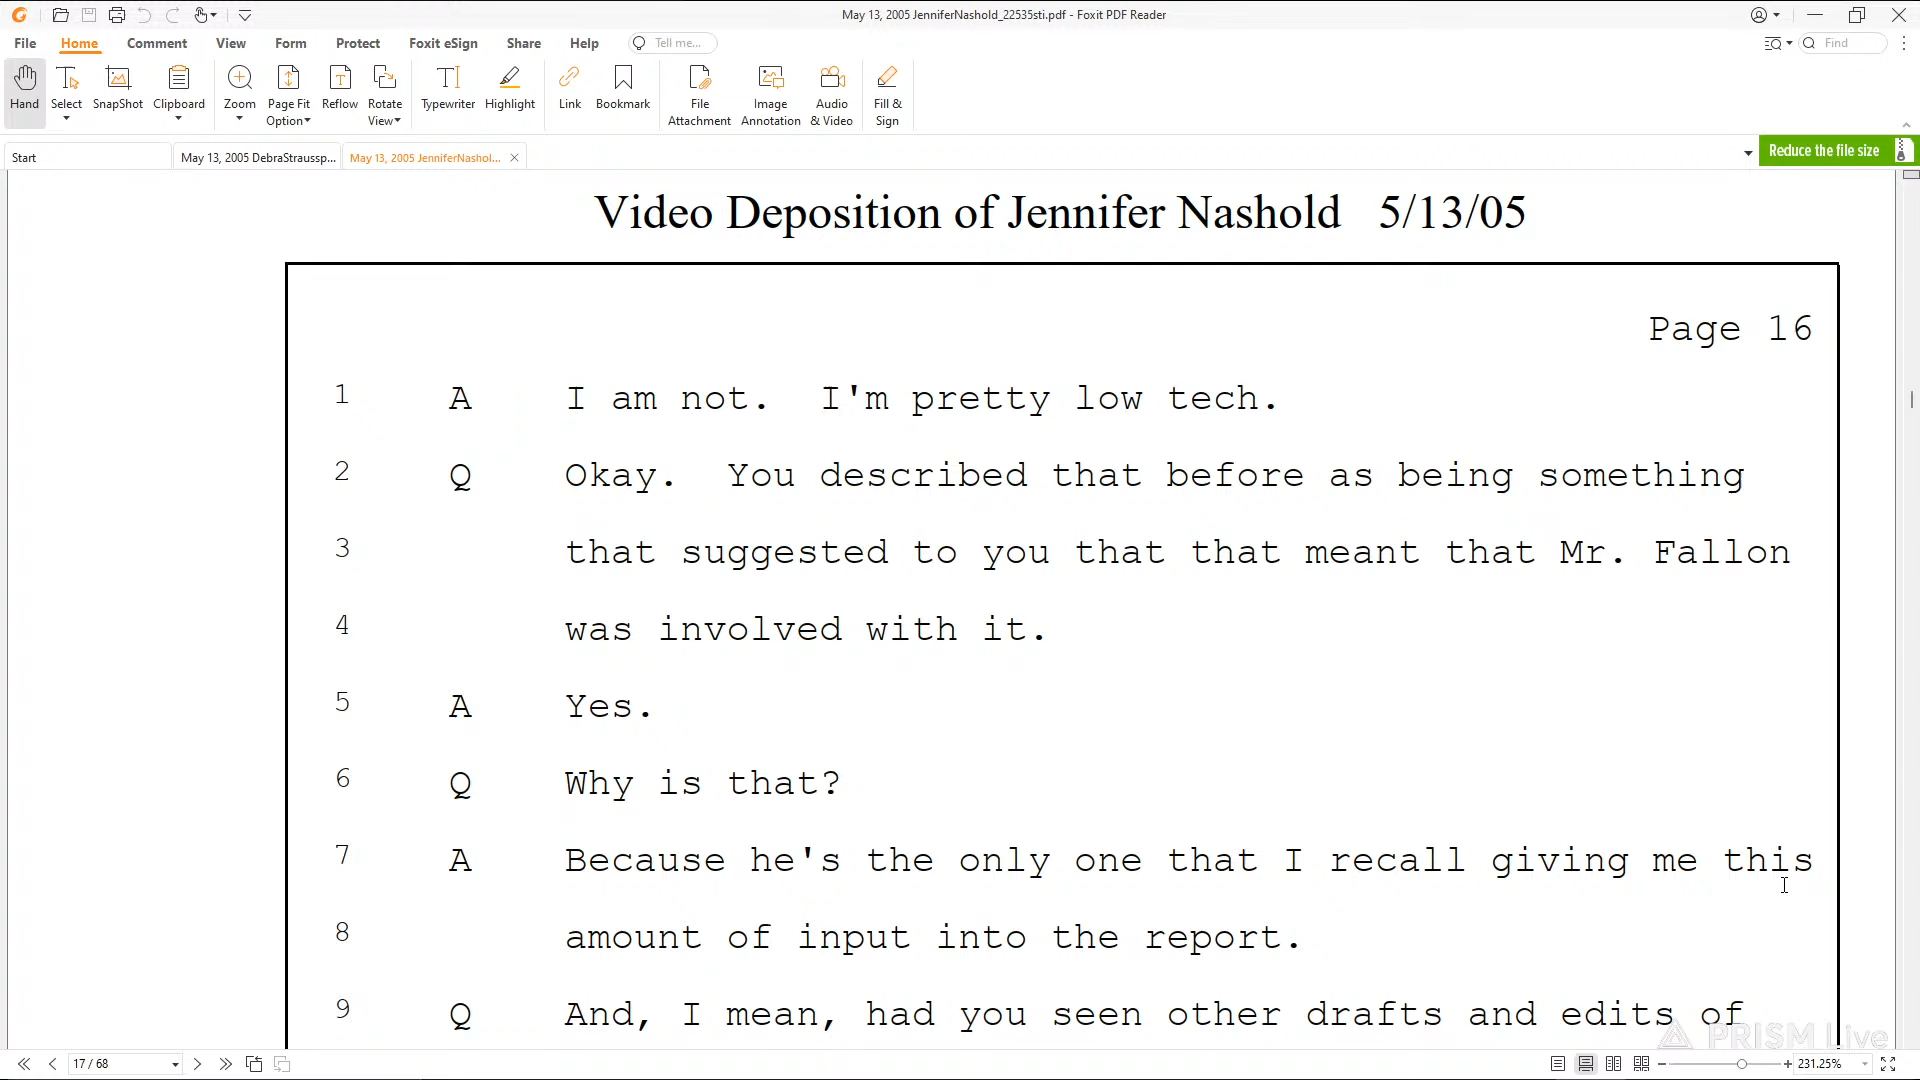 May 13, 2005 JenniferNashold_22535sti.pdf - Foxit PDF Reader
File Home Comment View Form Protect Foxit eSign Share Help Tell me... Find
Hand Select SnapShot Clipboard Zoom Page Fit Option Reflow Rotate View Typewriter Highlight Link Bookmark File Attachment Image Annotation Audio & Video Fill & Sign
Start May 13, 2005 DebraStraussp... May 13, 2005 JenniferNashol... Reduce the file size
Video Deposition of Jennifer Nashold 5/13/05
Page 16
1 A I am not. I'm pretty low tech.
2 Q Okay. You described that before as being something
3 that suggested to you that that meant that Mr. Fallon
4 was involved with it.
5 A Yes.
6 Q Why is that?
7 A Because he's the only one that I recall giving me this
8 amount of input into the report.
9 Q And, I mean, had you seen other drafts and edits of
PRISM Live
17 / 68 231.25%